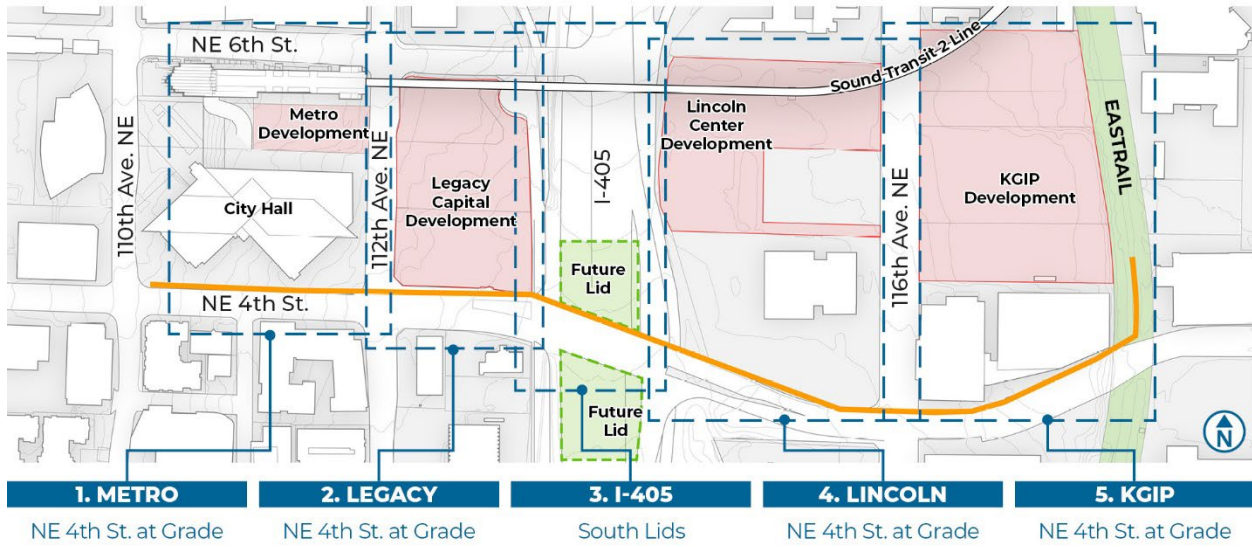 NE 6th St.
Sound Transit 2 Line
Metro
Development
Lincoln
Center
Development
EASTRAIL
110th Ave. NE
112th Ave. NE
I-405
116th Ave. NE
Legacy
Capital
Development
KGIP
Development
City Hall
Future
Lid
NE 4th St.
Future
Lid
N
1. METRO
2. LEGACY
3. I-405
4. LINCOLN
5. KGIP
NE 4th St. at Grade
NE 4th St. at Grade
South Lids
NE 4th St. at Grade
NE 4th St. at Grade